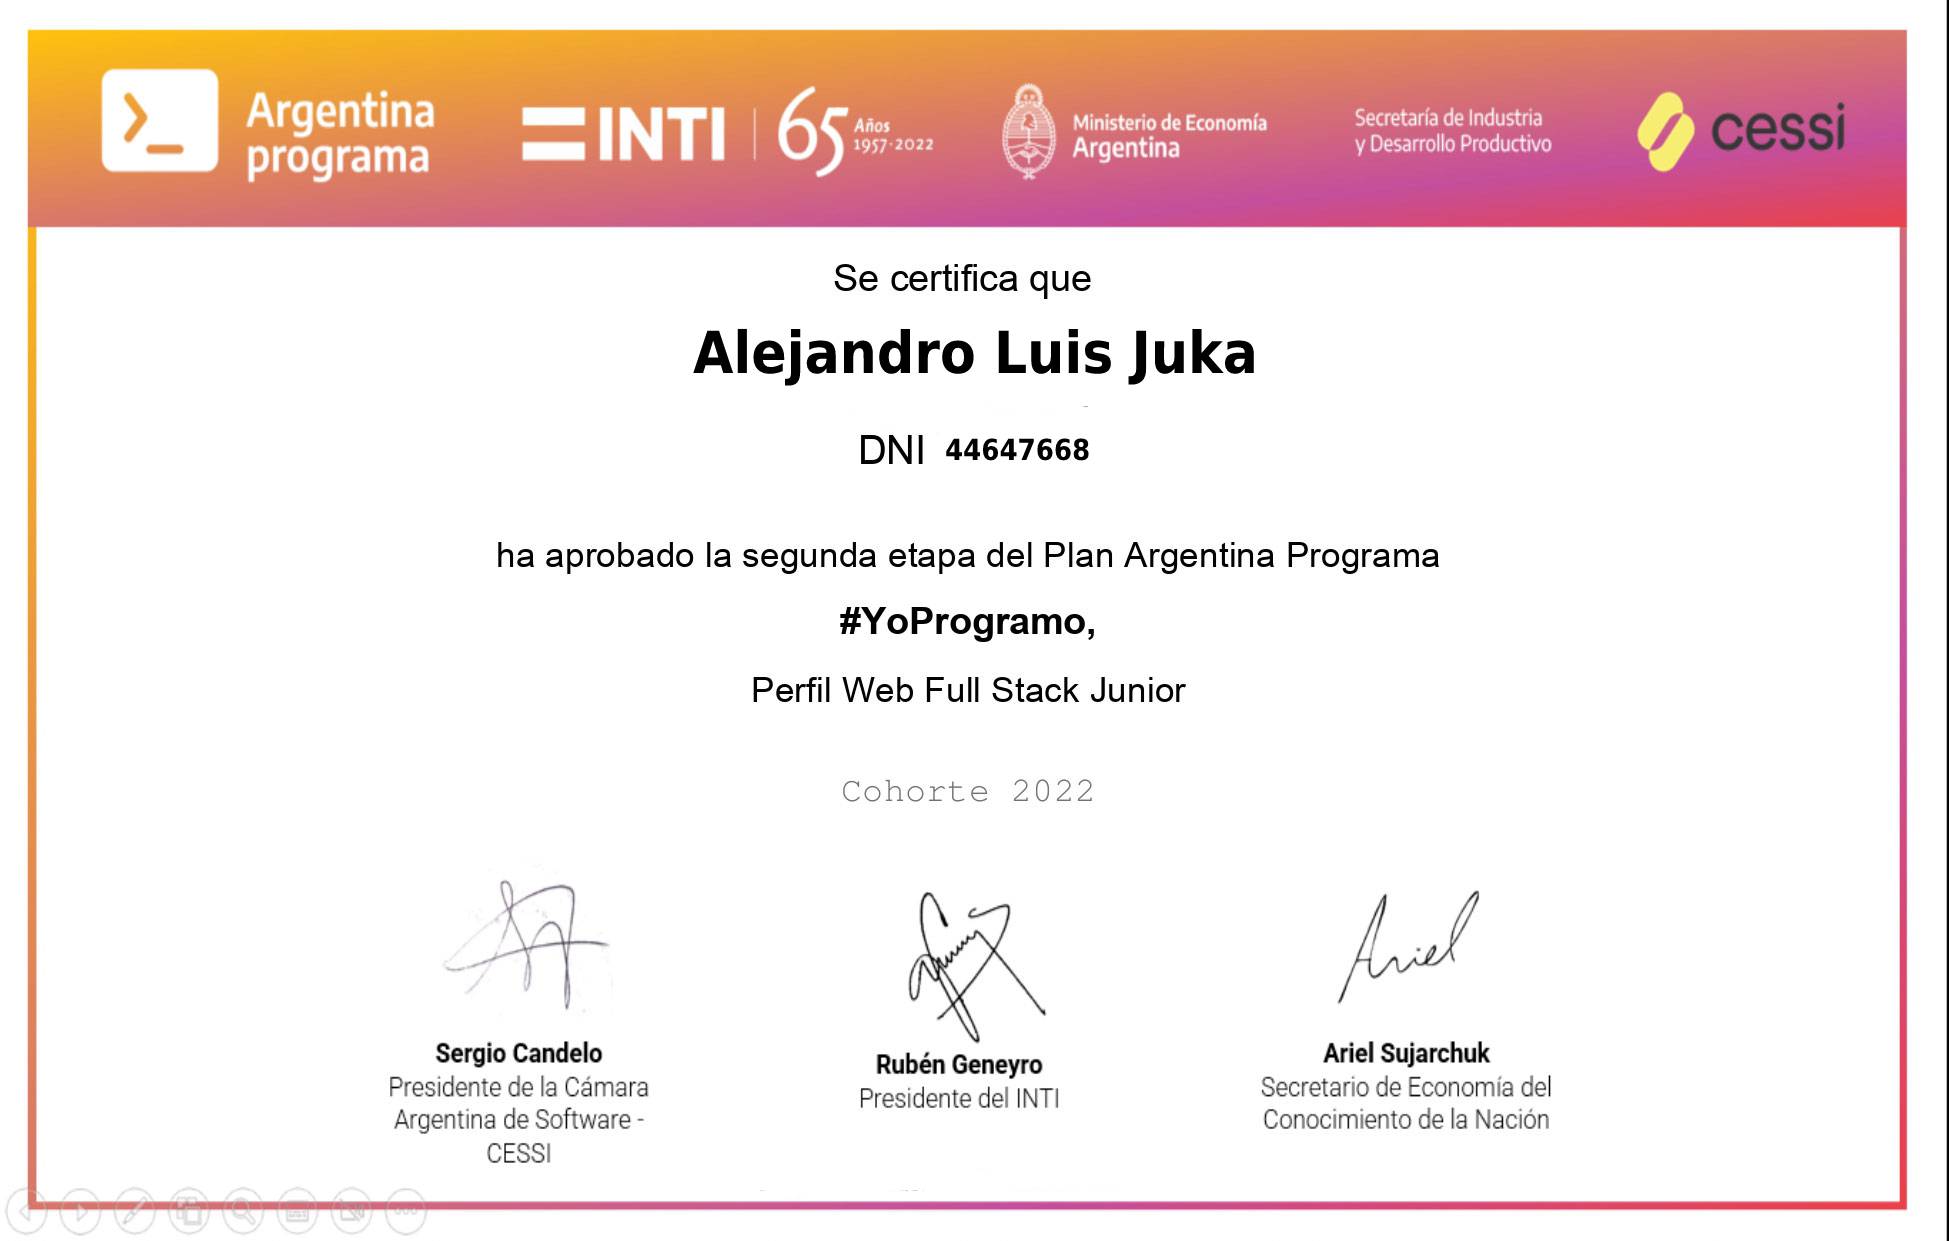 Argentina
programa
INTI
65 Años
1957·2022
Ministerio de Economía
Argentina
Secretaría de Industria
y Desarrollo Productivo
cessi
Se certifica que
Alejandro Luis Juka
DNI 44647668
ha aprobado la segunda etapa del Plan Argentina Programa
#YoProgramo,
Perfil Web Full Stack Junior
Cohorte 2022
Ariel
Sergio Candelo
Presidente de la Cámara
Argentina de Software -
CESSI
Rubén Geneyro
Presidente del INTI
Ariel Sujarchuk
Secretario de Economía del
Conocimiento de la Nación